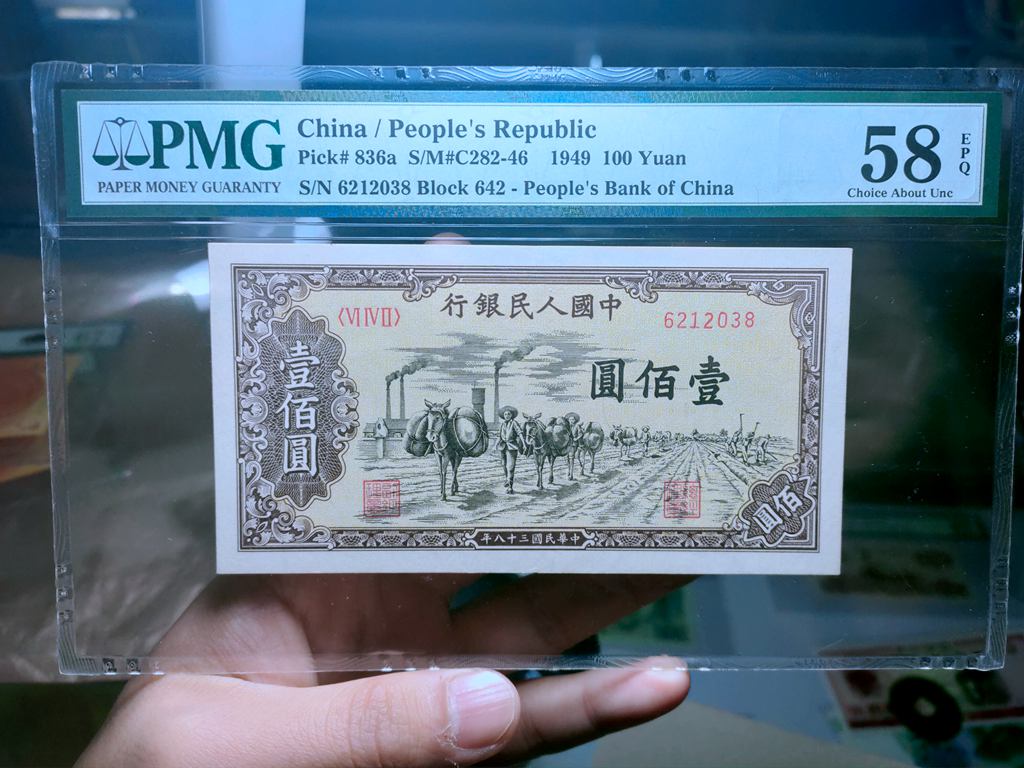 PMG
PAPER MONEY GUARANTY
China / People's Republic
Pick# 836a S/M#C282-46 1949 100 Yuan
S/N 6212038 Block 642 - People's Bank of China
58
EPQ
Choice About Unc
行銀民人國中
〈VI IV II〉
6212038
圓佰壹
壹佰圓
圓佰
年八十三國民華中